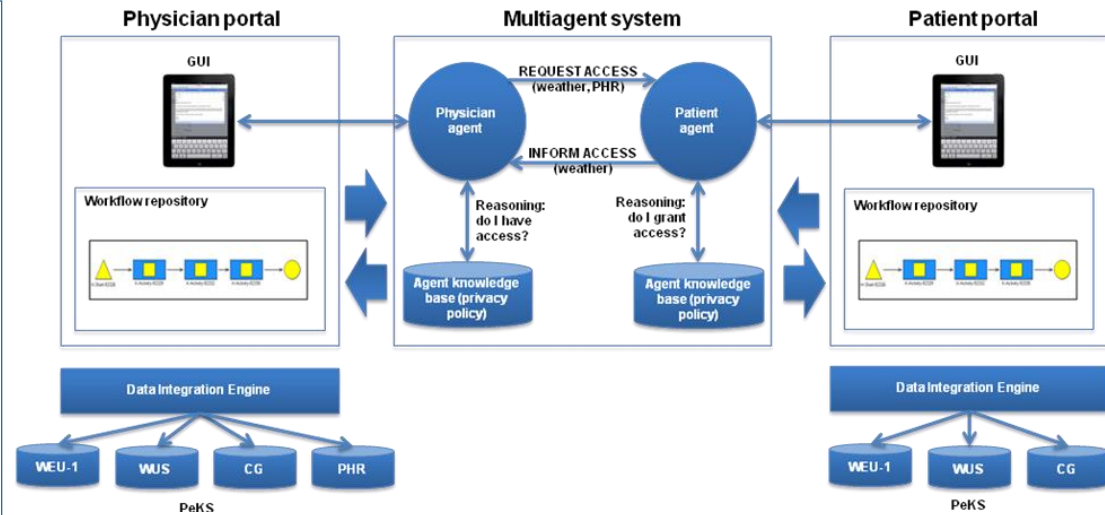 Physician portal
Multiagent system
Patient portal
GUI
Workflow repository
Physician
agent
REQUEST ACCESS
(weather, PHR)
INFORM ACCESS
(weather)
Patient
agent
Reasoning:
do I have
access?
Reasoning:
do I grant
access?
Agent knowledge
base (privacy
policy)
Agent knowledge
base (privacy
policy)
GUI
Workflow repository
Data Integration Engine
WEU-1
WUS
CG
PHR
PeKS
Data Integration Engine
WEU-1
WUS
CG
PeKS